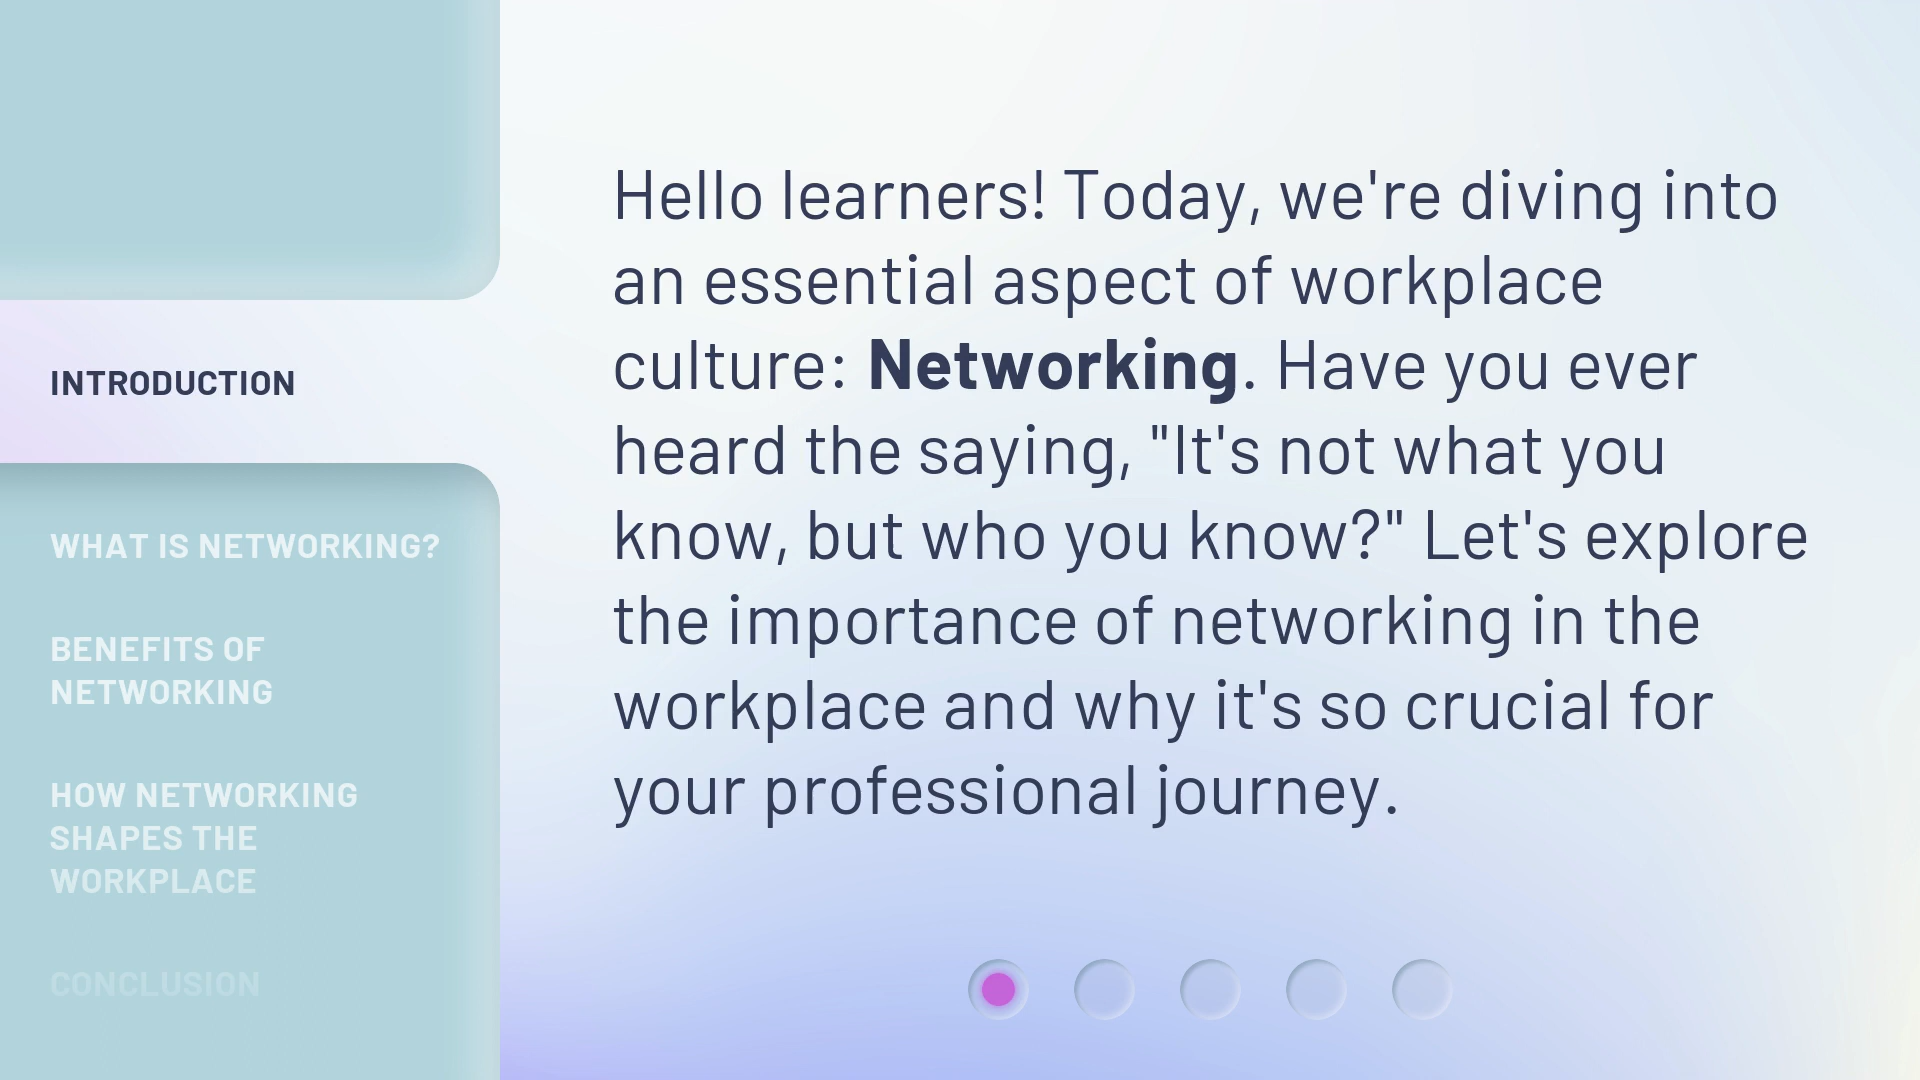 INTRODUCTION
WHAT IS NETWORKING?
BENEFITS OF
NETWORKING
HOW NETWORKING
SHAPES THE
WORKPLACE
CONCLUSION
Hello learners! Today, we're diving into
an essential aspect of workplace
culture: Networking. Have you ever
heard the saying, "It's not what you
know, but who you know?" Let's explore
the importance of networking in the
workplace and why it's so crucial for
your professional journey.